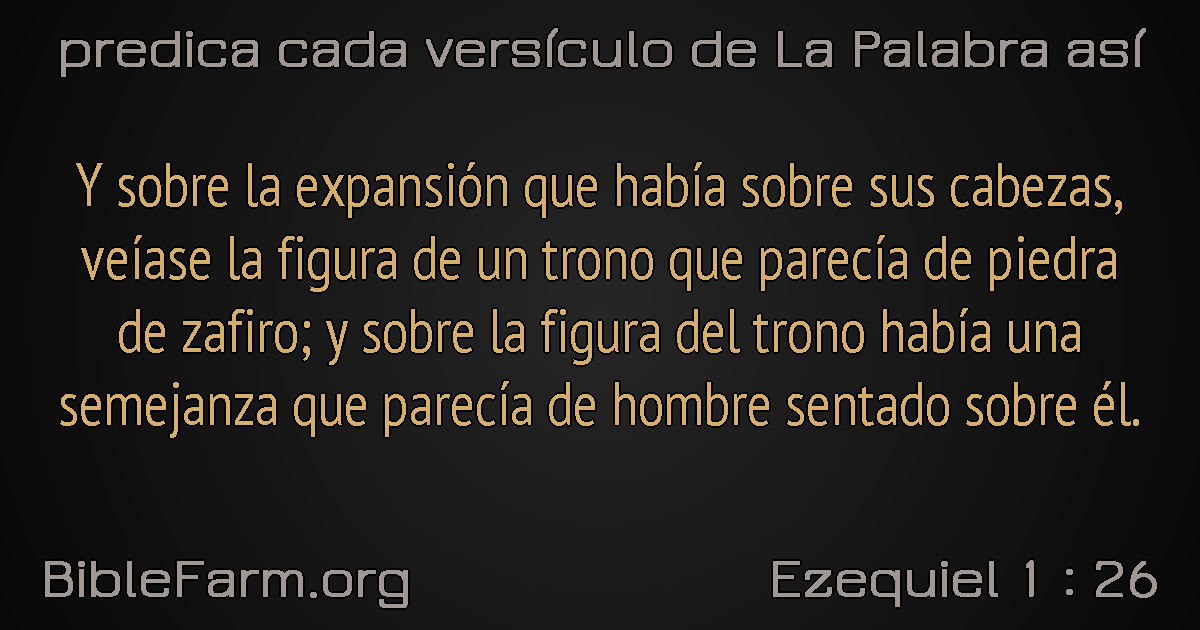 predica cada versículo de La Palabra así
Y sobre la expansión que había sobre sus cabezas,
veíase la figura de un trono que parecía de piedra
de zafiro; y sobre la figura del trono había una
semejanza que parecía de hombre sentado sobre él.
BibleFarm.org
Ezequiel 1 : 26